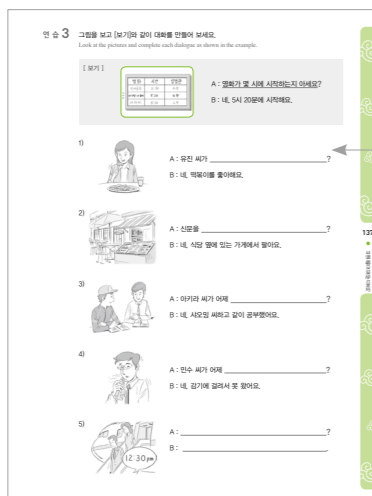 연 습 3 그림을 보고 [보기]와 같이 대화를 만들어 보세요.
Look at the pictures and complete each dialogue as shown in the example.
[ 보기 ]
A : 영화가 몇 시에 시작하는지 아세요?
B : 네, 5시 20분에 시작해요.
1)
A : 유진 씨가 ?
B : 네, 떡볶이를 좋아해요.
2)
A : 신문을 ?
B : 네, 식당 옆에 있는 가게에서 팔아요.
3)
A : 아키라 씨가 어제 ?
B : 네, 샤오밍 씨하고 같이 공부했어요.
4)
A : 민수 씨가 어제 ?
B : 네, 감기에 걸려서 못 왔어요.
5)
12:30 pm
A : ?
B : .
137